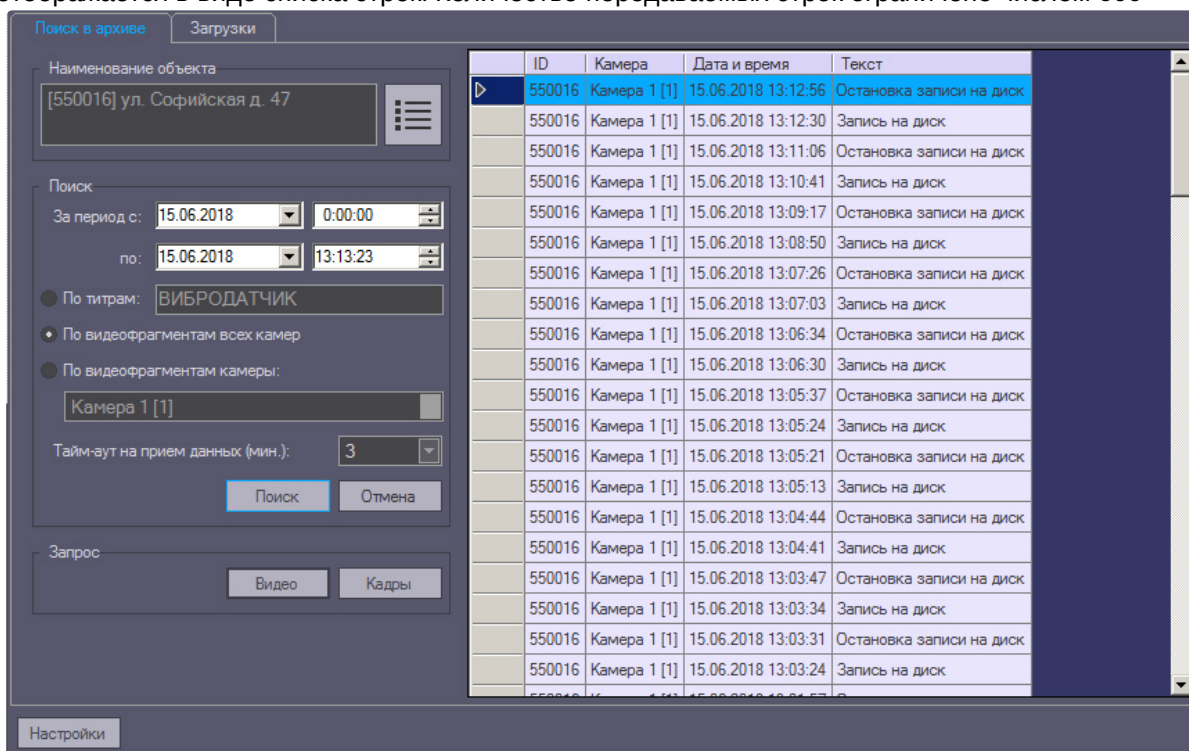 отображается в виде списка строк. Количество передаваемых строк ограничено числом
Поиск в архиве
Загрузки
Наименование объекта
[550016] ул. Софийская д. 47
Поиск
За период с: 15.06.2018 0:00:00
по: 15.06.2018 13:13:23
По титрам: ВИБРОДАТЧИК
По видеофрагментам всех камер
По видеофрагментам камеры:
Камера 1 [1]
Тайм-аут на прием данных (мин.): 3
Поиск
Отмена
Запрос
Видео
Кадры
ID Камера Дата и время Текст
550016 Камера 1 [1] 15.06.2018 13:12:56 Остановка записи на диск
550016 Камера 1 [1] 15.06.2018 13:12:30 Запись на диск
550016 Камера 1 [1] 15.06.2018 13:11:06 Остановка записи на диск
550016 Камера 1 [1] 15.06.2018 13:10:41 Запись на диск
550016 Камера 1 [1] 15.06.2018 13:09:17 Остановка записи на диск
550016 Камера 1 [1] 15.06.2018 13:08:50 Запись на диск
550016 Камера 1 [1] 15.06.2018 13:07:26 Остановка записи на диск
550016 Камера 1 [1] 15.06.2018 13:07:03 Запись на диск
550016 Камера 1 [1] 15.06.2018 13:06:34 Остановка записи на диск
550016 Камера 1 [1] 15.06.2018 13:06:30 Запись на диск
550016 Камера 1 [1] 15.06.2018 13:05:37 Остановка записи на диск
550016 Камера 1 [1] 15.06.2018 13:05:24 Запись на диск
550016 Камера 1 [1] 15.06.2018 13:05:21 Остановка записи на диск
550016 Камера 1 [1] 15.06.2018 13:05:13 Запись на диск
550016 Камера 1 [1] 15.06.2018 13:04:44 Остановка записи на диск
550016 Камера 1 [1] 15.06.2018 13:04:41 Запись на диск
550016 Камера 1 [1] 15.06.2018 13:03:47 Остановка записи на диск
550016 Камера 1 [1] 15.06.2018 13:03:34 Запись на диск
550016 Камера 1 [1] 15.06.2018 13:03:31 Остановка записи на диск
550016 Камера 1 [1] 15.06.2018 13:03:24 Запись на диск
Настройки